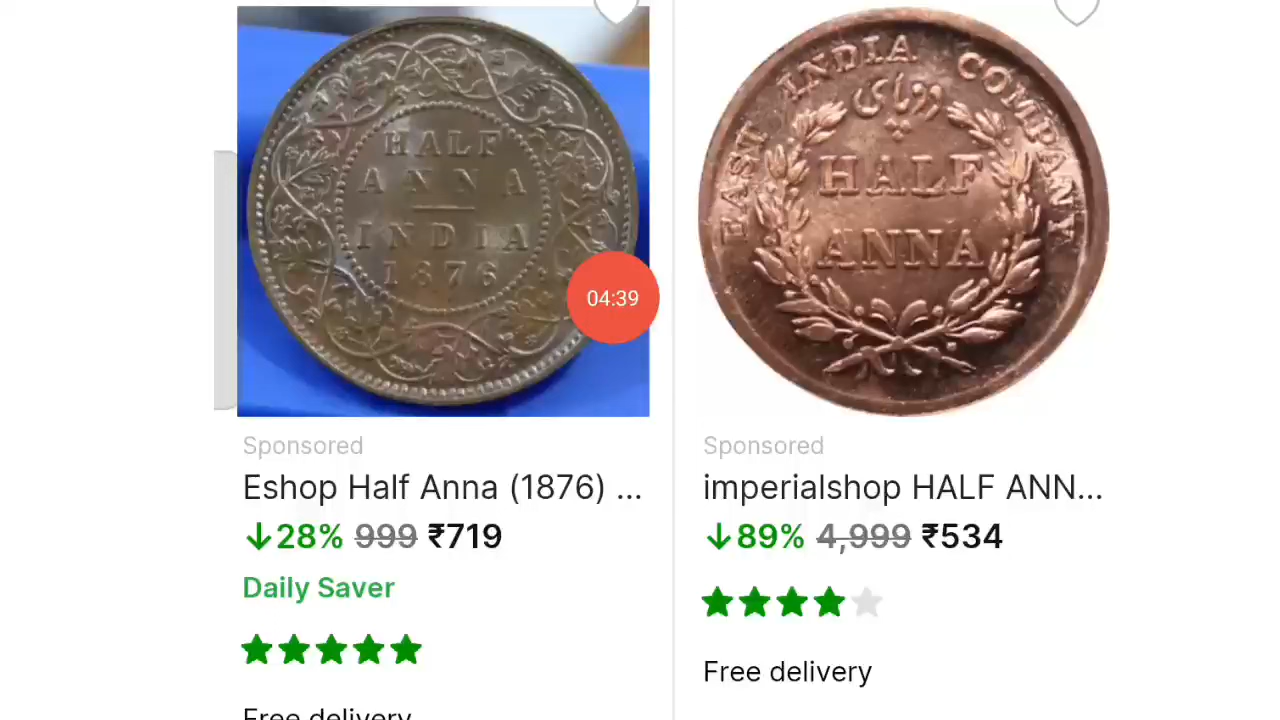 HALF
ANNA
INDIA
1876
04:39
EAST INDIA COMPANY
HALF
ANNA
Sponsored
Eshop Half Anna (1876) ...
↓28% 999 ₹719
Daily Saver
Free delivery
Sponsored
imperialshop HALF ANN...
↓89% 4,999 ₹534
Free delivery